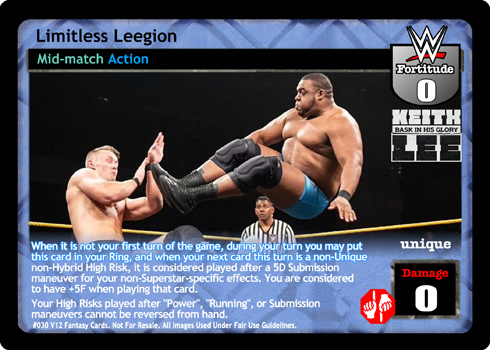 Limitless Leegion
Mid-match Action
W
Fortitude
0
KEITH
BASK IN HIS GLORY
LEE
When it is not your first turn of the game, during your turn you may put
this card in your Ring, and when your next card this turn is a non-Unique
non-Hybrid High Risk, it is considered played after a 5D Submission
maneuver for your non-Superstar-specific effects. You are considered
to have +5F when playing that card.
Your High Risks played after "Power", "Running", or Submission
maneuvers cannot be reversed from hand.
#030 V12 Fantasy Cards. Not For Resale. All Images Used Under Fair Use Guidelines.
unique
Damage
0